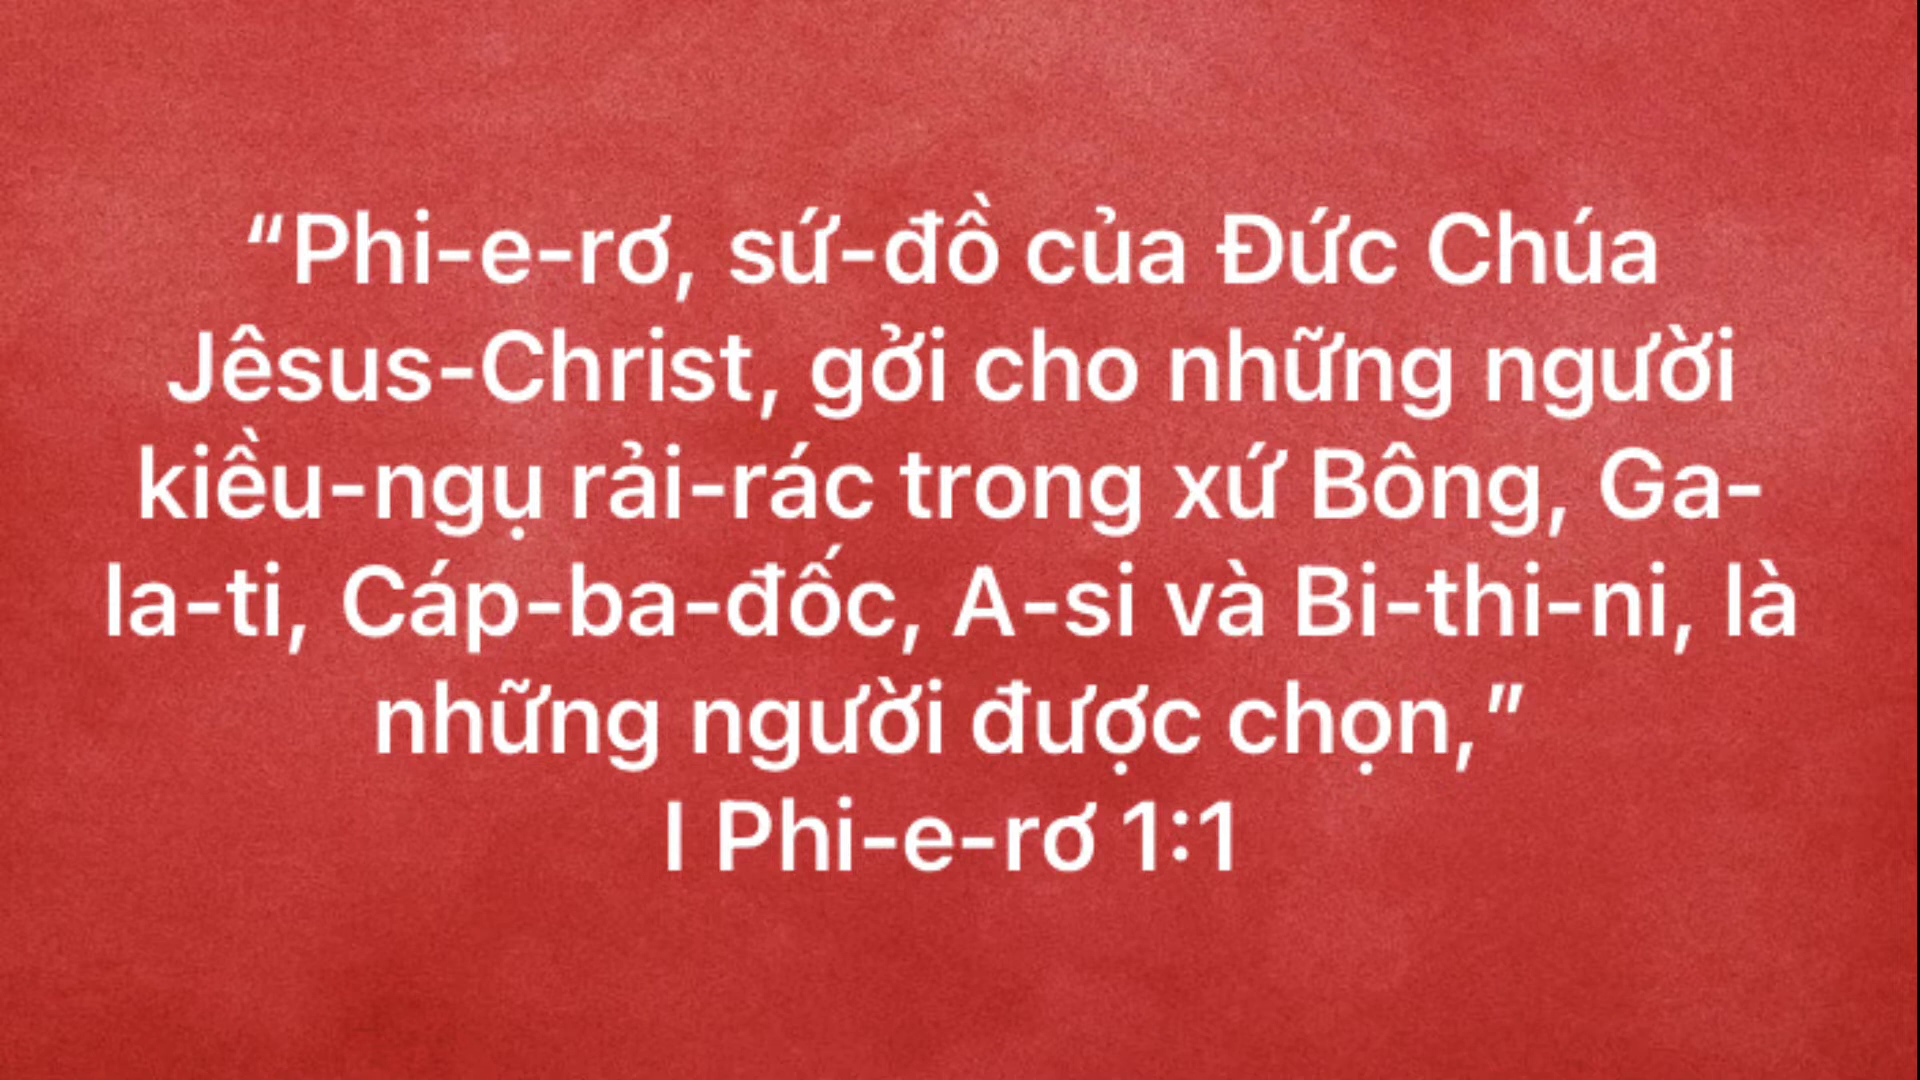 “Phi-e-rơ, sứ-đồ của Đức Chúa
Jêsus-Christ, gởi cho những người
kiều-ngụ rải-rác trong xứ Bông, Ga-
la-ti, Cáp-ba-đốc, A-si và Bi-thi-ni, là
những người được chọn,”
I Phi-e-rơ 1:1